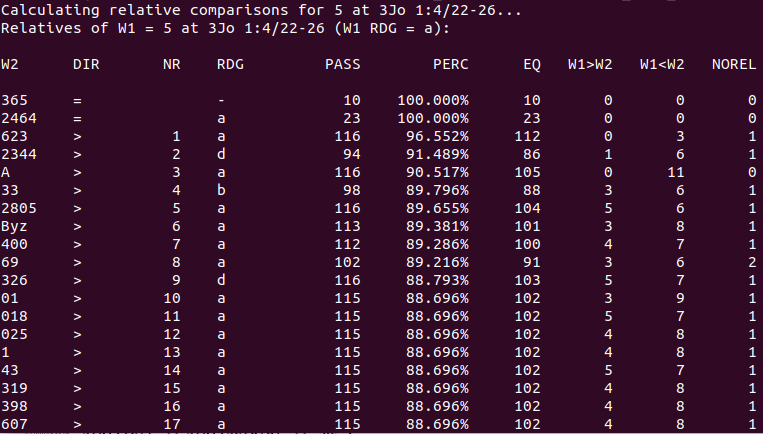 Calculating relative comparisons for 5 at 3Jo 1:4/22-26...
Relatives of W1 = 5 at 3Jo 1:4/22-26 (W1 RDG = a):
W2 DIR NR RDG PASS PERC EQ W1>W2 W1<W2 NOREL
365 = - 10 100.000% 10 0 0 0
2464 = a 23 100.000% 23 0 0 0
623 > 1 a 116 96.552% 112 0 3 1
2344 > 2 d 94 91.489% 86 1 6 1
A > 3 a 116 90.517% 105 0 11 0
33 > 4 b 98 89.796% 88 3 6 1
2805 > 5 a 116 89.655% 104 5 6 1
Byz > 6 a 113 89.381% 101 3 8 1
400 > 7 a 112 89.286% 100 4 7 1
69 > 8 a 102 89.216% 91 3 6 2
326 > 9 d 116 88.793% 103 5 7 1
01 > 10 a 115 88.696% 102 3 9 1
018 > 11 a 115 88.696% 102 5 7 1
025 > 12 a 115 88.696% 102 4 8 1
1 > 13 a 115 88.696% 102 4 8 1
43 > 14 a 115 88.696% 102 5 7 1
319 > 15 a 115 88.696% 102 4 8 1
398 > 16 a 115 88.696% 102 4 8 1
607 > 17 a 115 88.696% 102 4 8 1